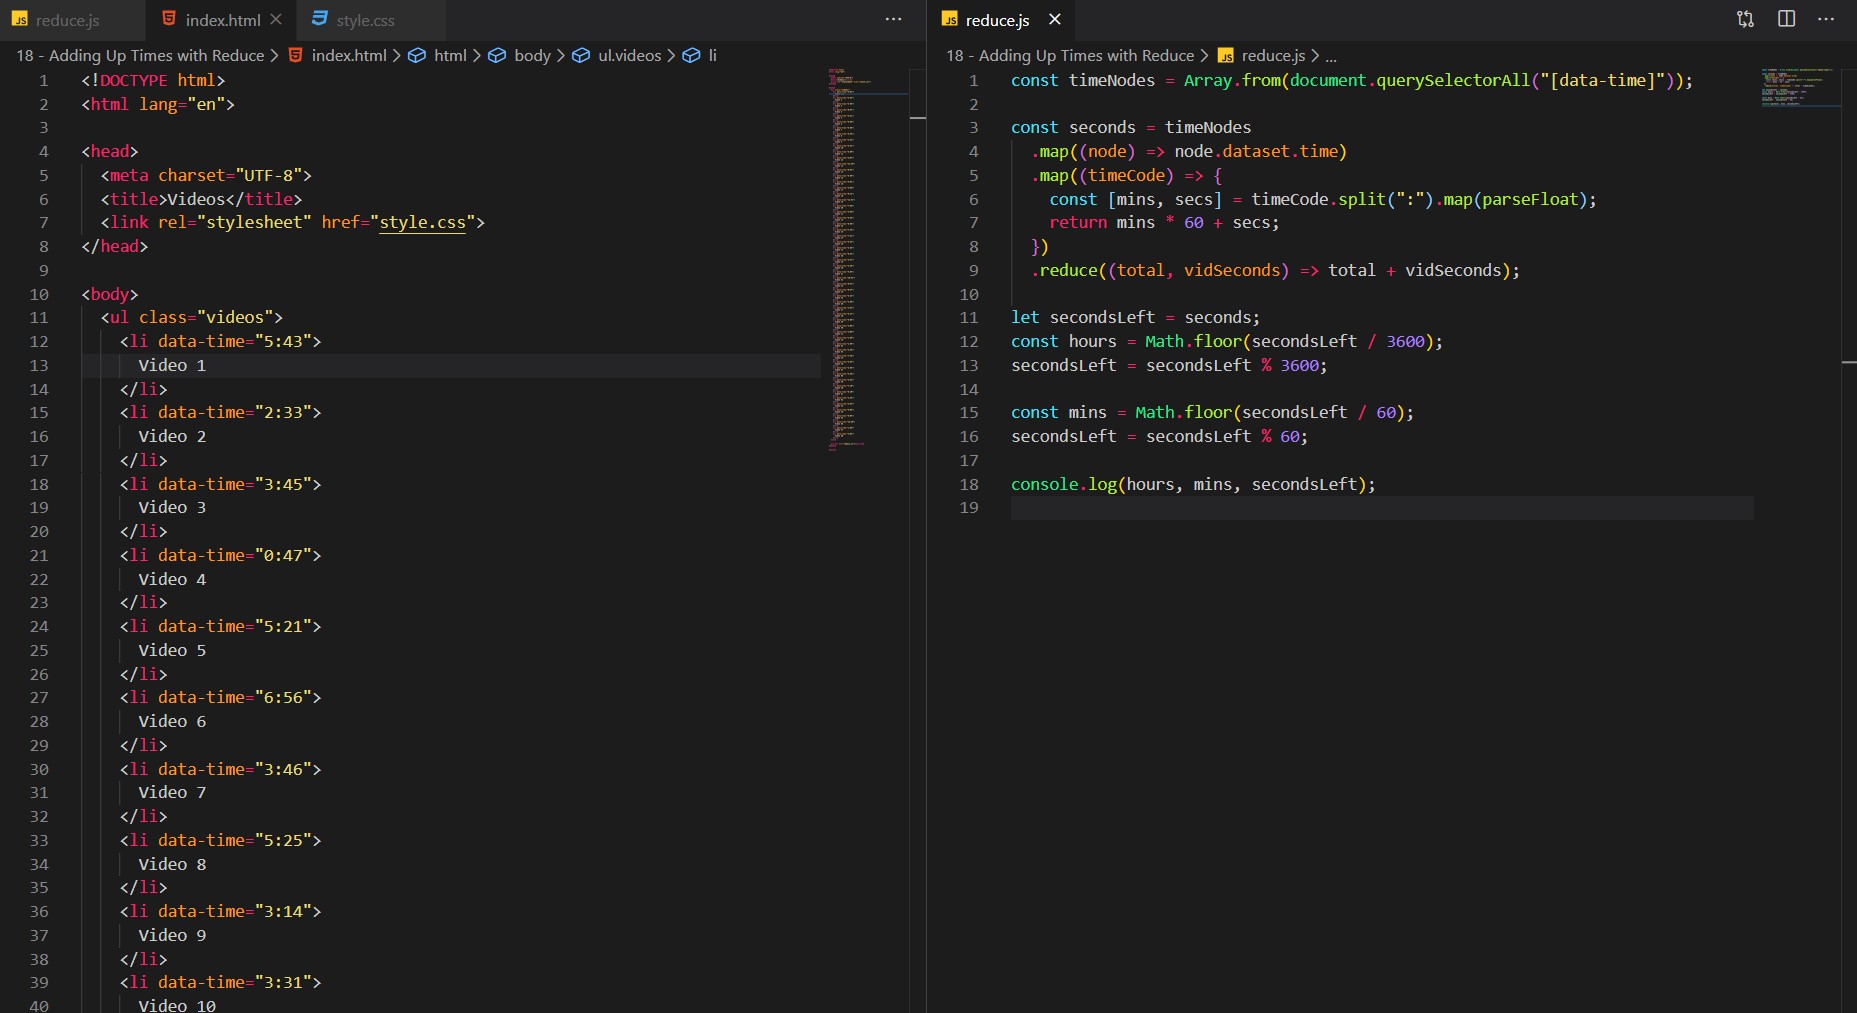 JS reduce.js
index.html
style.css
18 - Adding Up Times with Reduce > index.html > html > body > ul.videos > li
1 <!DOCTYPE html>
2 <html lang="en">
3
4 <head>
5 <meta charset="UTF-8">
6 <title>Videos</title>
7 <link rel="stylesheet" href="style.css">
8 </head>
9
10 <body>
11 <ul class="videos">
12 <li data-time="5:43">
13 Video 1
14 </li>
15 <li data-time="2:33">
16 Video 2
17 </li>
18 <li data-time="3:45">
19 Video 3
20 </li>
21 <li data-time="0:47">
22 Video 4
23 </li>
24 <li data-time="5:21">
25 Video 5
26 </li>
27 <li data-time="6:56">
28 Video 6
29 </li>
30 <li data-time="3:46">
31 Video 7
32 </li>
33 <li data-time="5:25">
34 Video 8
35 </li>
36 <li data-time="3:14">
37 Video 9
38 </li>
39 <li data-time="3:31">
40 Video 10
JS reduce.js
18 - Adding Up Times with Reduce > JS reduce.js > ...
1 const timeNodes = Array.from(document.querySelectorAll("[data-time]"));
2
3 const seconds = timeNodes
4 .map((node) => node.dataset.time)
5 .map((timeCode) => {
6 const [mins, secs] = timeCode.split(":").map(parseFloat);
7 return mins * 60 + secs;
8 })
9 .reduce((total, vidSeconds) => total + vidSeconds);
10
11 let secondsLeft = seconds;
12 const hours = Math.floor(secondsLeft / 3600);
13 secondsLeft = secondsLeft % 3600;
14
15 const mins = Math.floor(secondsLeft / 60);
16 secondsLeft = secondsLeft % 60;
17
18 console.log(hours, mins, secondsLeft);
19